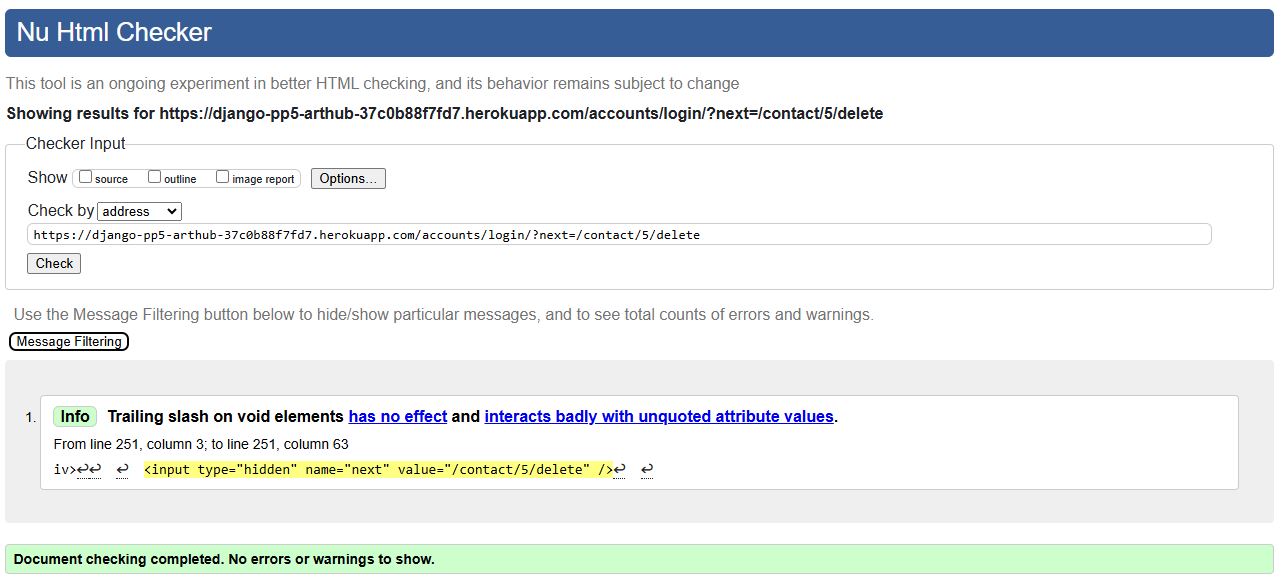 Nu Html Checker
This tool is an ongoing experiment in better HTML checking, and its behavior remains subject to change
Showing results for https://django-pp5-arthub-37c0b88f7fd7.herokuapp.com/accounts/login/?next=/contact/5/delete
Checker Input
Show source outline image report Options...
Check by address
https://django-pp5-arthub-37c0b88f7fd7.herokuapp.com/accounts/login/?next=/contact/5/delete
Check
Use the Message Filtering button below to hide/show particular messages, and to see total counts of errors and warnings.
Message Filtering
1. Info Trailing slash on void elements has no effect and interacts badly with unquoted attribute values.
From line 251, column 3; to line 251, column 63
iv>↩↩ ↩ <input type="hidden" name="next" value="/contact/5/delete" />↩ ↩
Document checking completed. No errors or warnings to show.